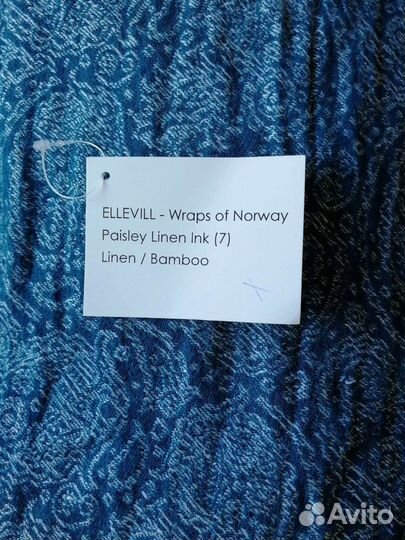 ELLEVILL - Wraps of Norway
Paisley Linen Ink (7)
Linen / Bamboo
Avito